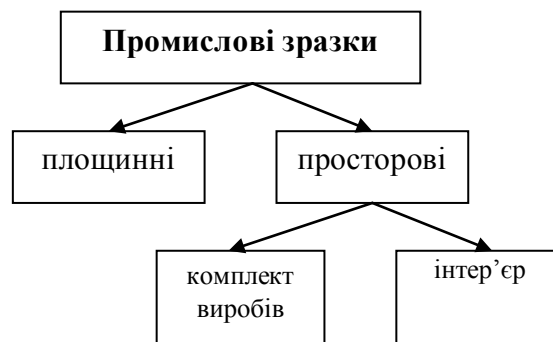 Промислові зразки
площинні
просторові
комплект
виробів
інтер’єр